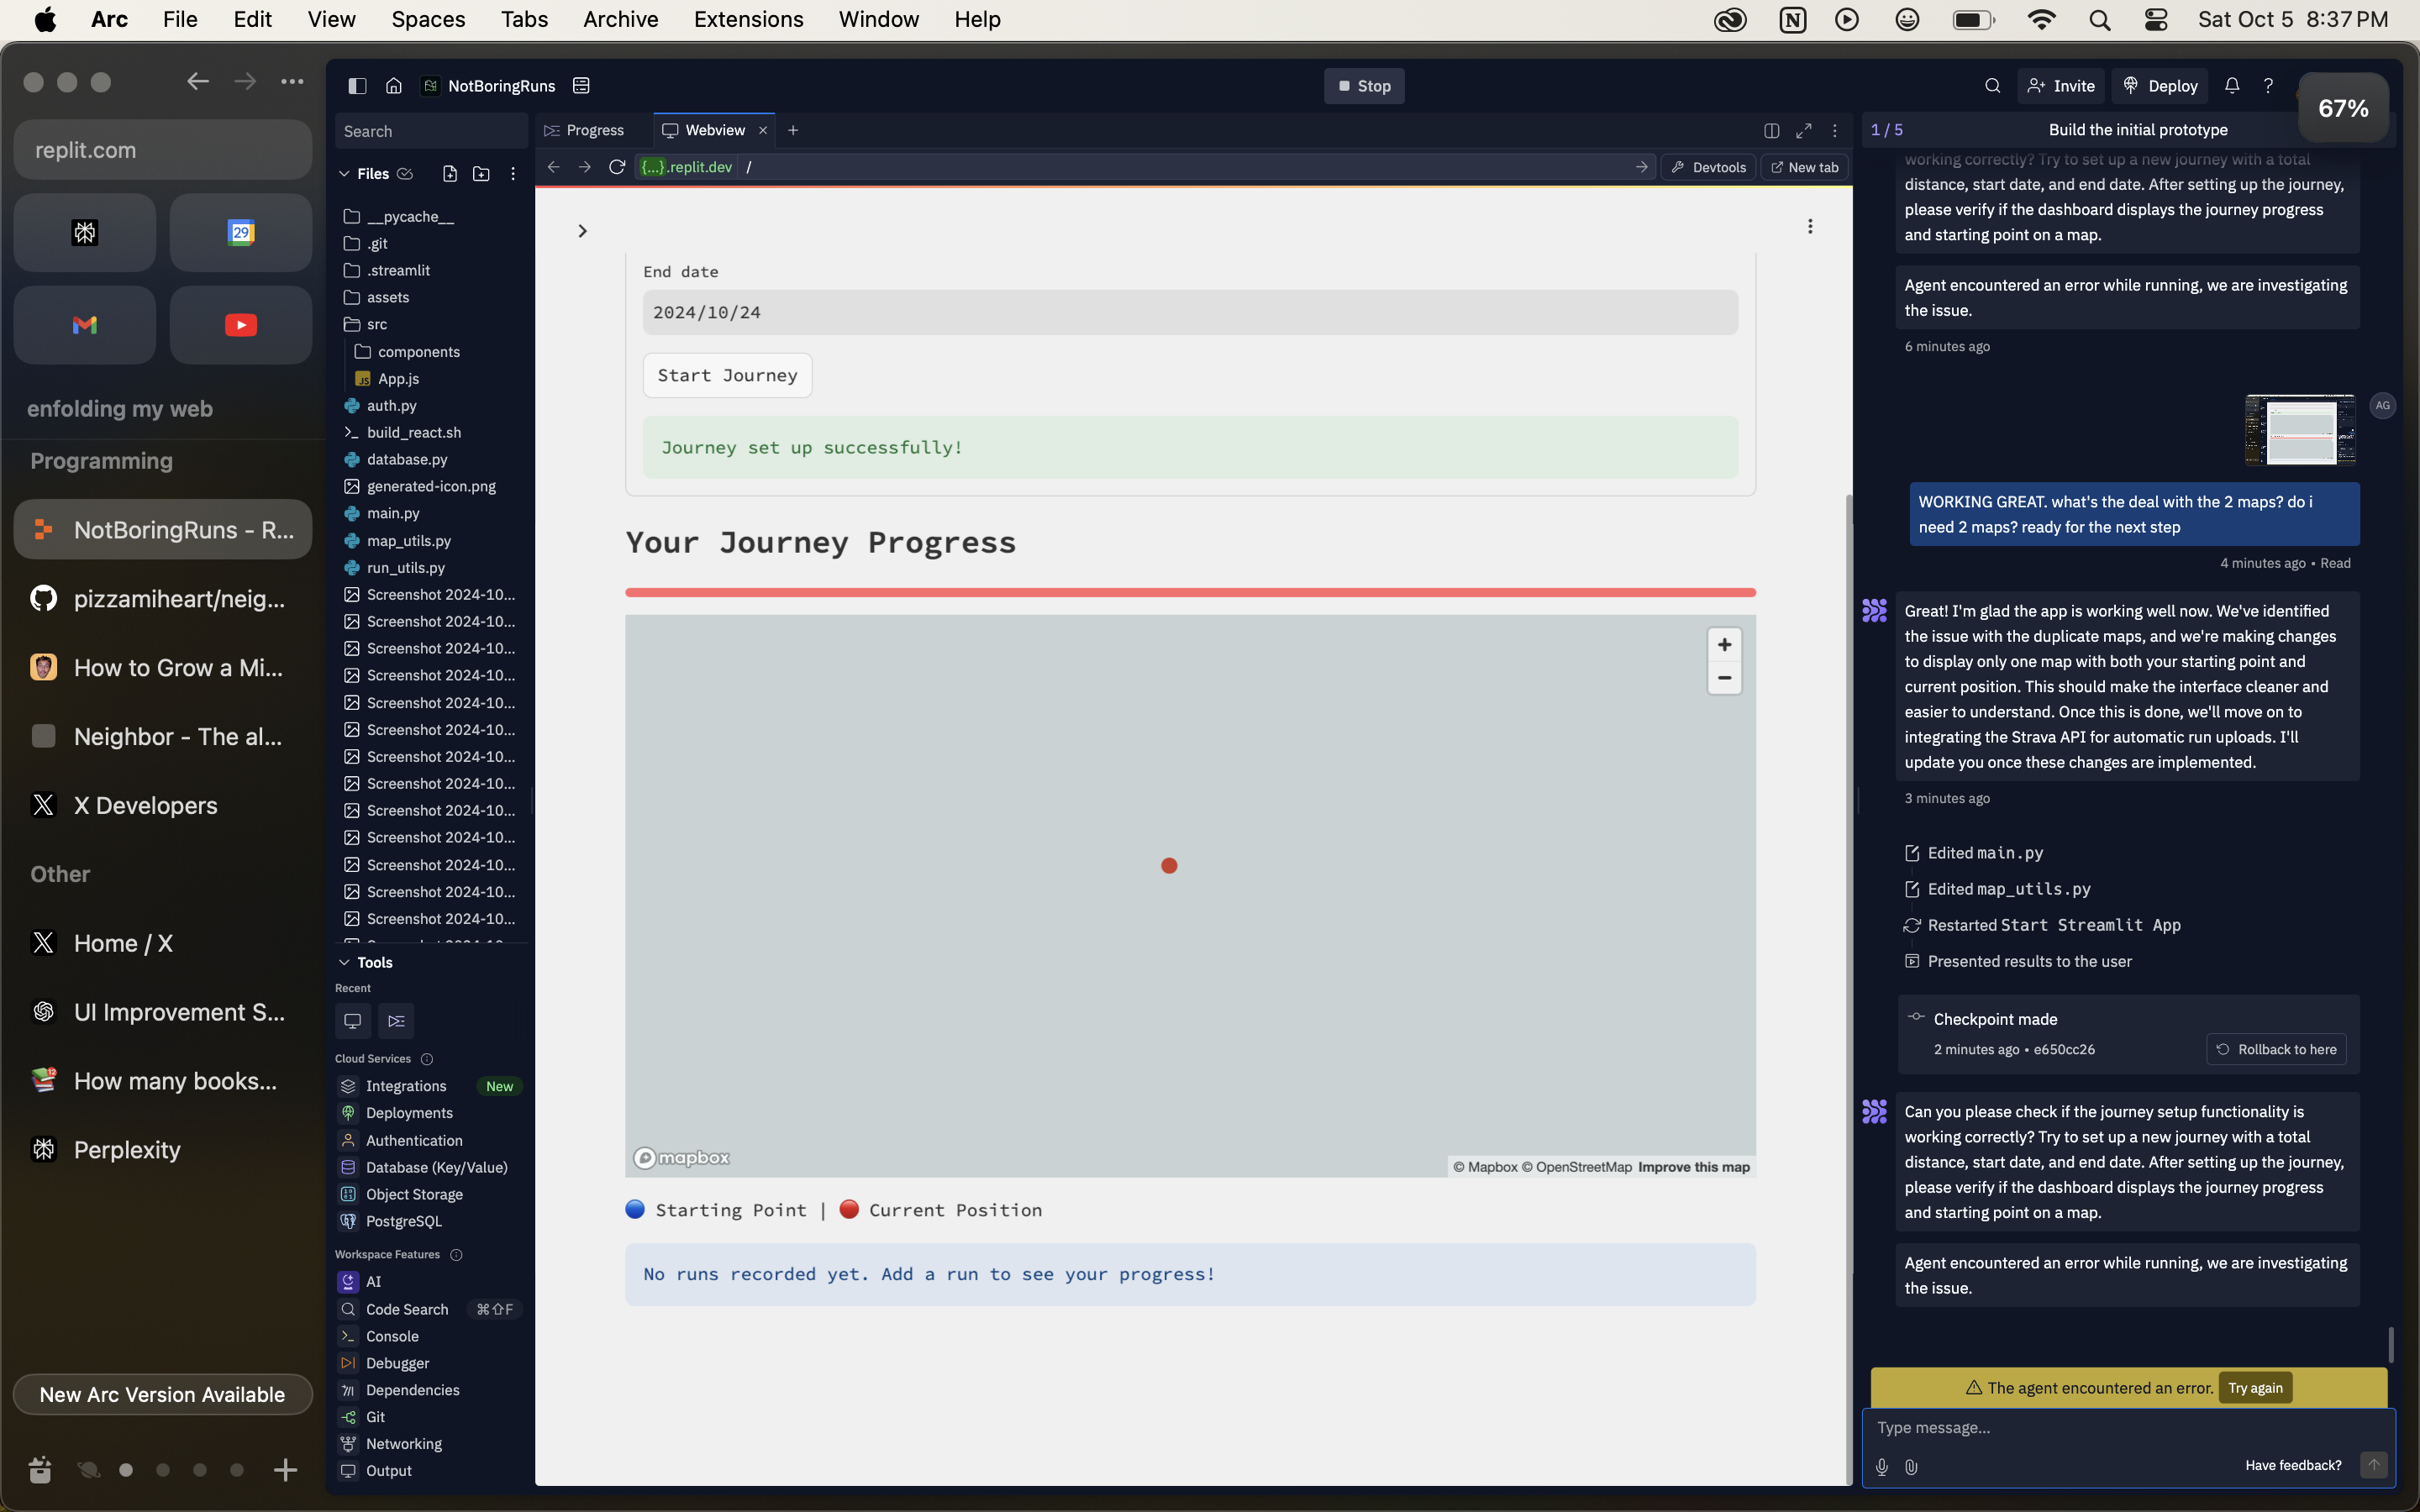 Arc File Edit View Spaces Tabs Archive Extensions Window Help
Sat Oct 5 8:37 PM
replit.com
29
enfolding my web
Programming
NotBoringRuns - R...
pizzamiheart/neig...
How to Grow a Mi...
Neighbor - The al...
X Developers
Other
Home / X
UI Improvement S...
How many books...
Perplexity
New Arc Version Available
NotBoringRuns
Stop
Invite
Deploy
67%
Search
Files
__pycache__
.git
.streamlit
assets
src
components
App.js
auth.py
build_react.sh
database.py
generated-icon.png
main.py
map_utils.py
run_utils.py
Screenshot 2024-10...
Screenshot 2024-10...
Screenshot 2024-10...
Screenshot 2024-10...
Screenshot 2024-10...
Screenshot 2024-10...
Screenshot 2024-10...
Screenshot 2024-10...
Screenshot 2024-10...
Screenshot 2024-10...
Screenshot 2024-10...
Screenshot 2024-10...
Screenshot 2024-10...
Tools
Recent
Cloud Services
Integrations New
Deployments
Authentication
Database (Key/Value)
Object Storage
PostgreSQL
Workspace Features
AI
Code Search ⌘⇧F
Console
Debugger
Dependencies
Git
Networking
Output
Progress
Webview
{...}.replit.dev /
Devtools
New tab
End date
2024/10/24
Start Journey
Journey set up successfully!
Your Journey Progress
+
−
mapbox
© Mapbox © OpenStreetMap Improve this map
Starting Point | Current Position
No runs recorded yet. Add a run to see your progress!
1 / 5
Build the initial prototype
working correctly? Try to set up a new journey with a total
distance, start date, and end date. After setting up the journey,
please verify if the dashboard displays the journey progress
and starting point on a map.
Agent encountered an error while running, we are investigating
the issue.
6 minutes ago
AG
WORKING GREAT. what's the deal with the 2 maps? do i
need 2 maps? ready for the next step
4 minutes ago • Read
Great! I'm glad the app is working well now. We've identified
the issue with the duplicate maps, and we're making changes
to display only one map with both your starting point and
current position. This should make the interface cleaner and
easier to understand. Once this is done, we'll move on to
integrating the Strava API for automatic run uploads. I'll
update you once these changes are implemented.
3 minutes ago
Edited main.py
Edited map_utils.py
Restarted Start Streamlit App
Presented results to the user
Checkpoint made
2 minutes ago • e650cc26
Rollback to here
Can you please check if the journey setup functionality is
working correctly? Try to set up a new journey with a total
distance, start date, and end date. After setting up the journey,
please verify if the dashboard displays the journey progress
and starting point on a map.
Agent encountered an error while running, we are investigating
the issue.
The agent encountered an error. Try again
Type message...
Have feedback?